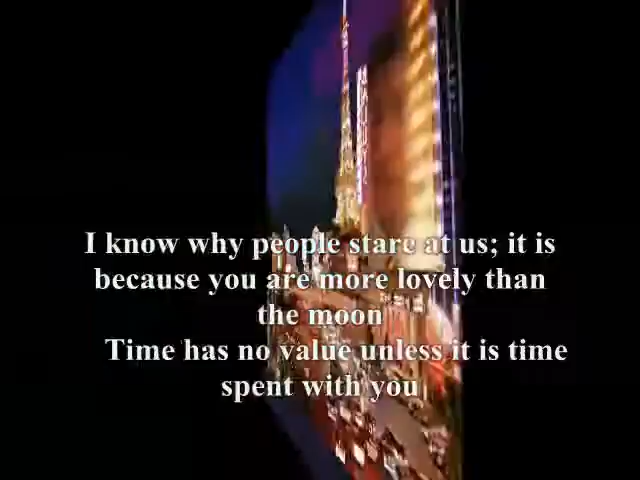 I know why people stare at us; it is
because you are more lovely than
the moon
Time has no value unless it is time
spent with you